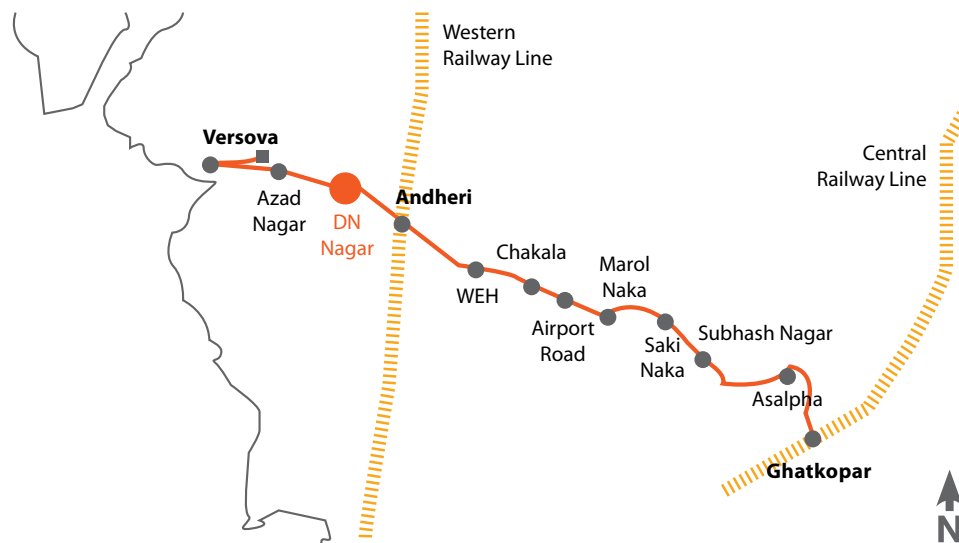 Western
Railway Line
Versova
Central
Railway Line
Azad
Nagar
DN
Nagar
Andheri
Chakala
Marol
Naka
WEH
Airport
Road
Saki
Naka
Subhash Nagar
Asalpha
Ghatkopar
N